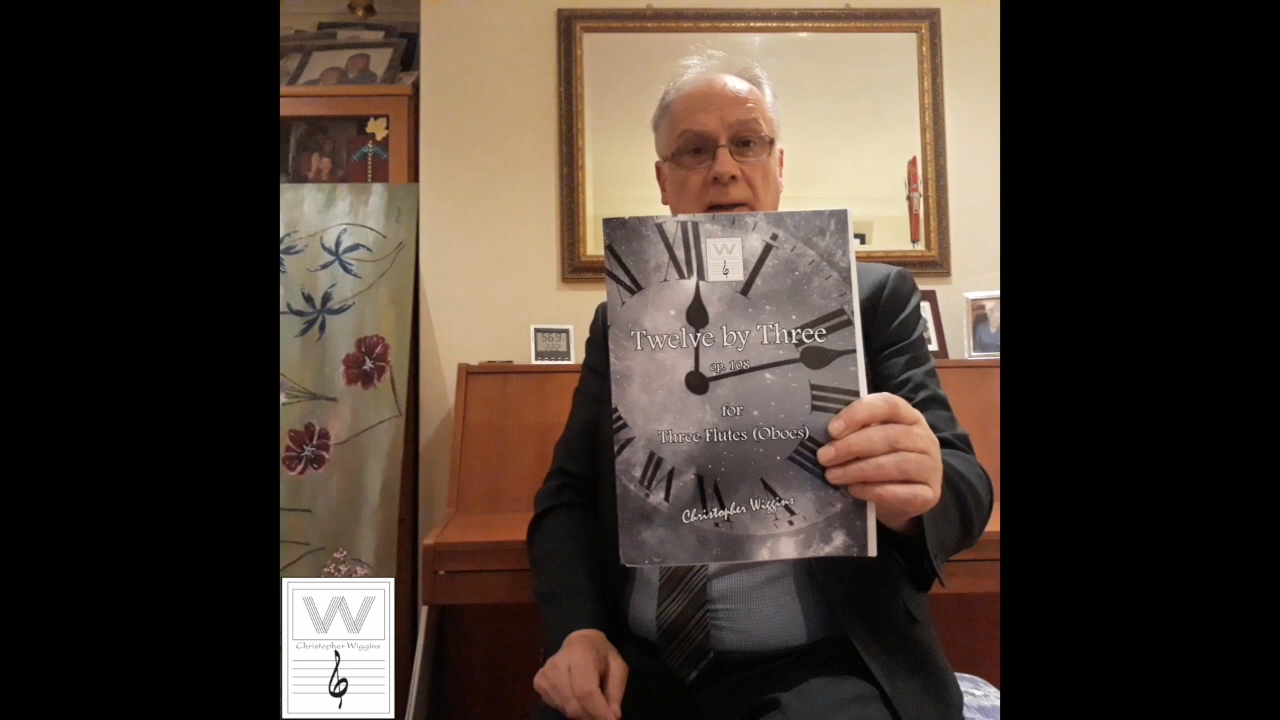 W
Twelve by Three
op. 108
for
Three Flutes (Oboes)
Christopher Wiggins
W
Christopher Wiggins